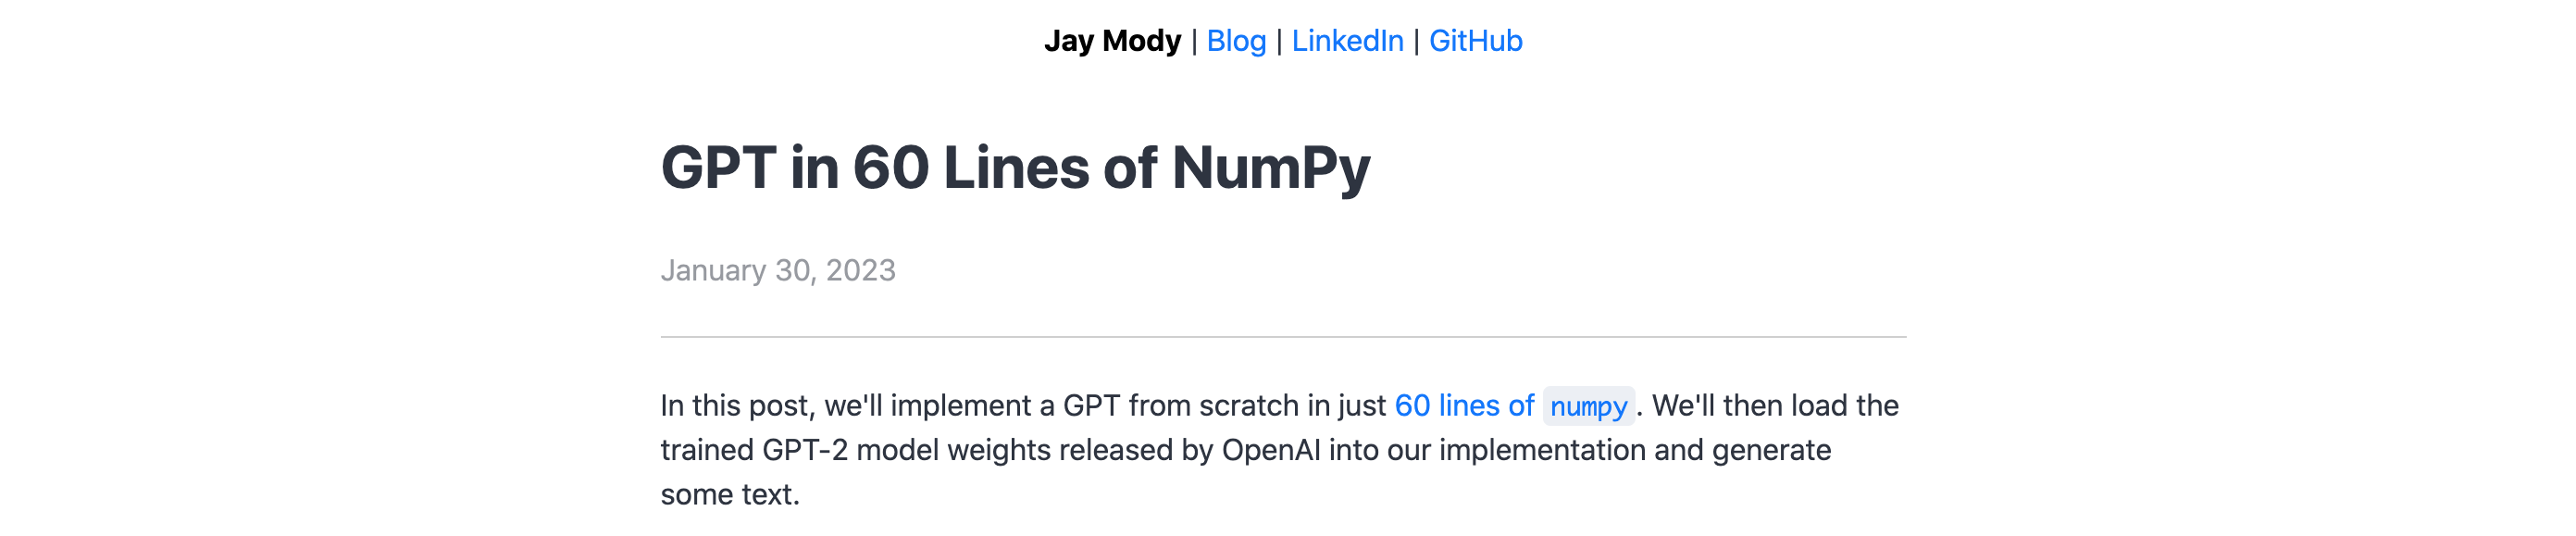 Jay Mody | Blog | LinkedIn | GitHub
GPT in 60 Lines of NumPy
January 30, 2023
In this post, we'll implement a GPT from scratch in just 60 lines of numpy. We'll then load the
trained GPT-2 model weights released by OpenAI into our implementation and generate
some text.